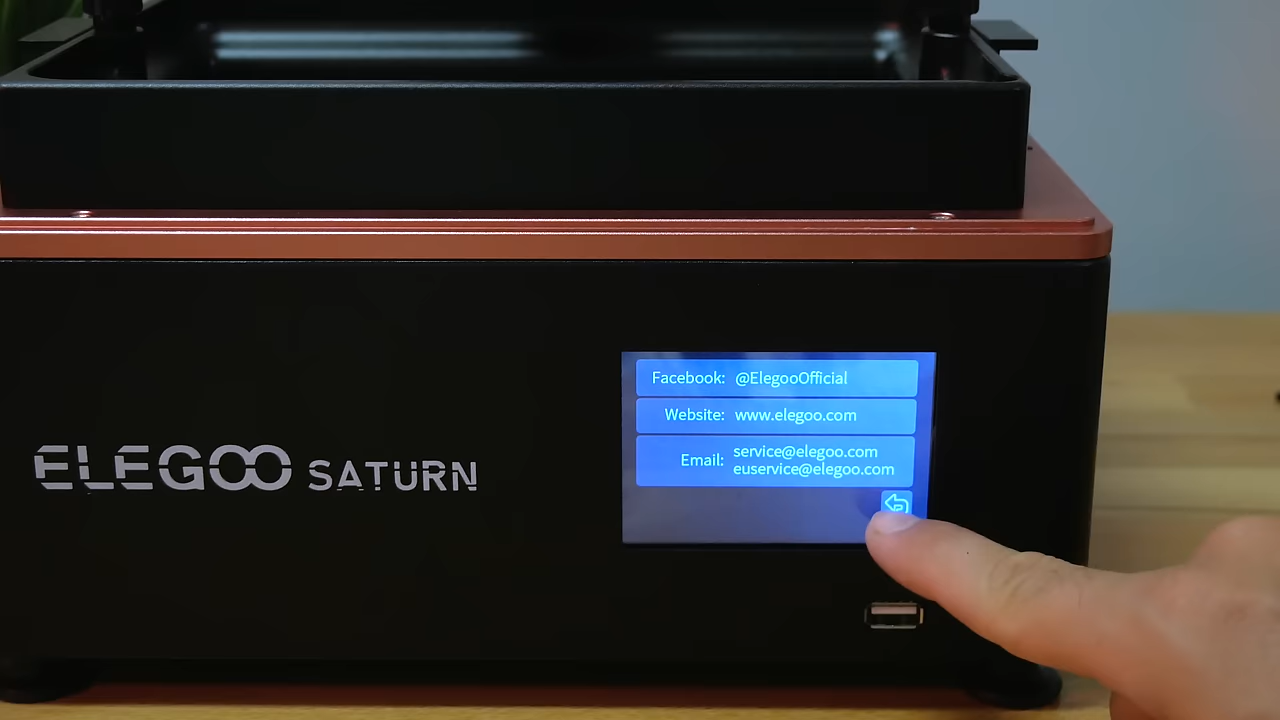 Facebook: @ElegooOfficial
Website: www.elegoo.com
Email: service@elegoo.com
euservice@elegoo.com
ELEGOO SATURN